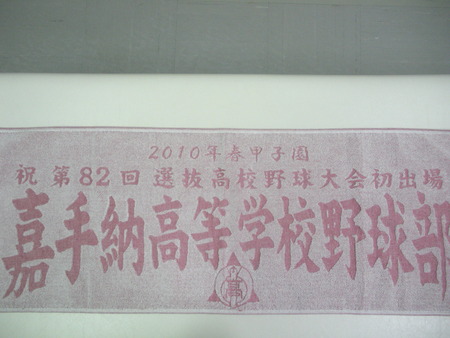 2010年春甲子園
祝 第82回 選抜高校野球大会初出場
嘉手納高等学校野球部